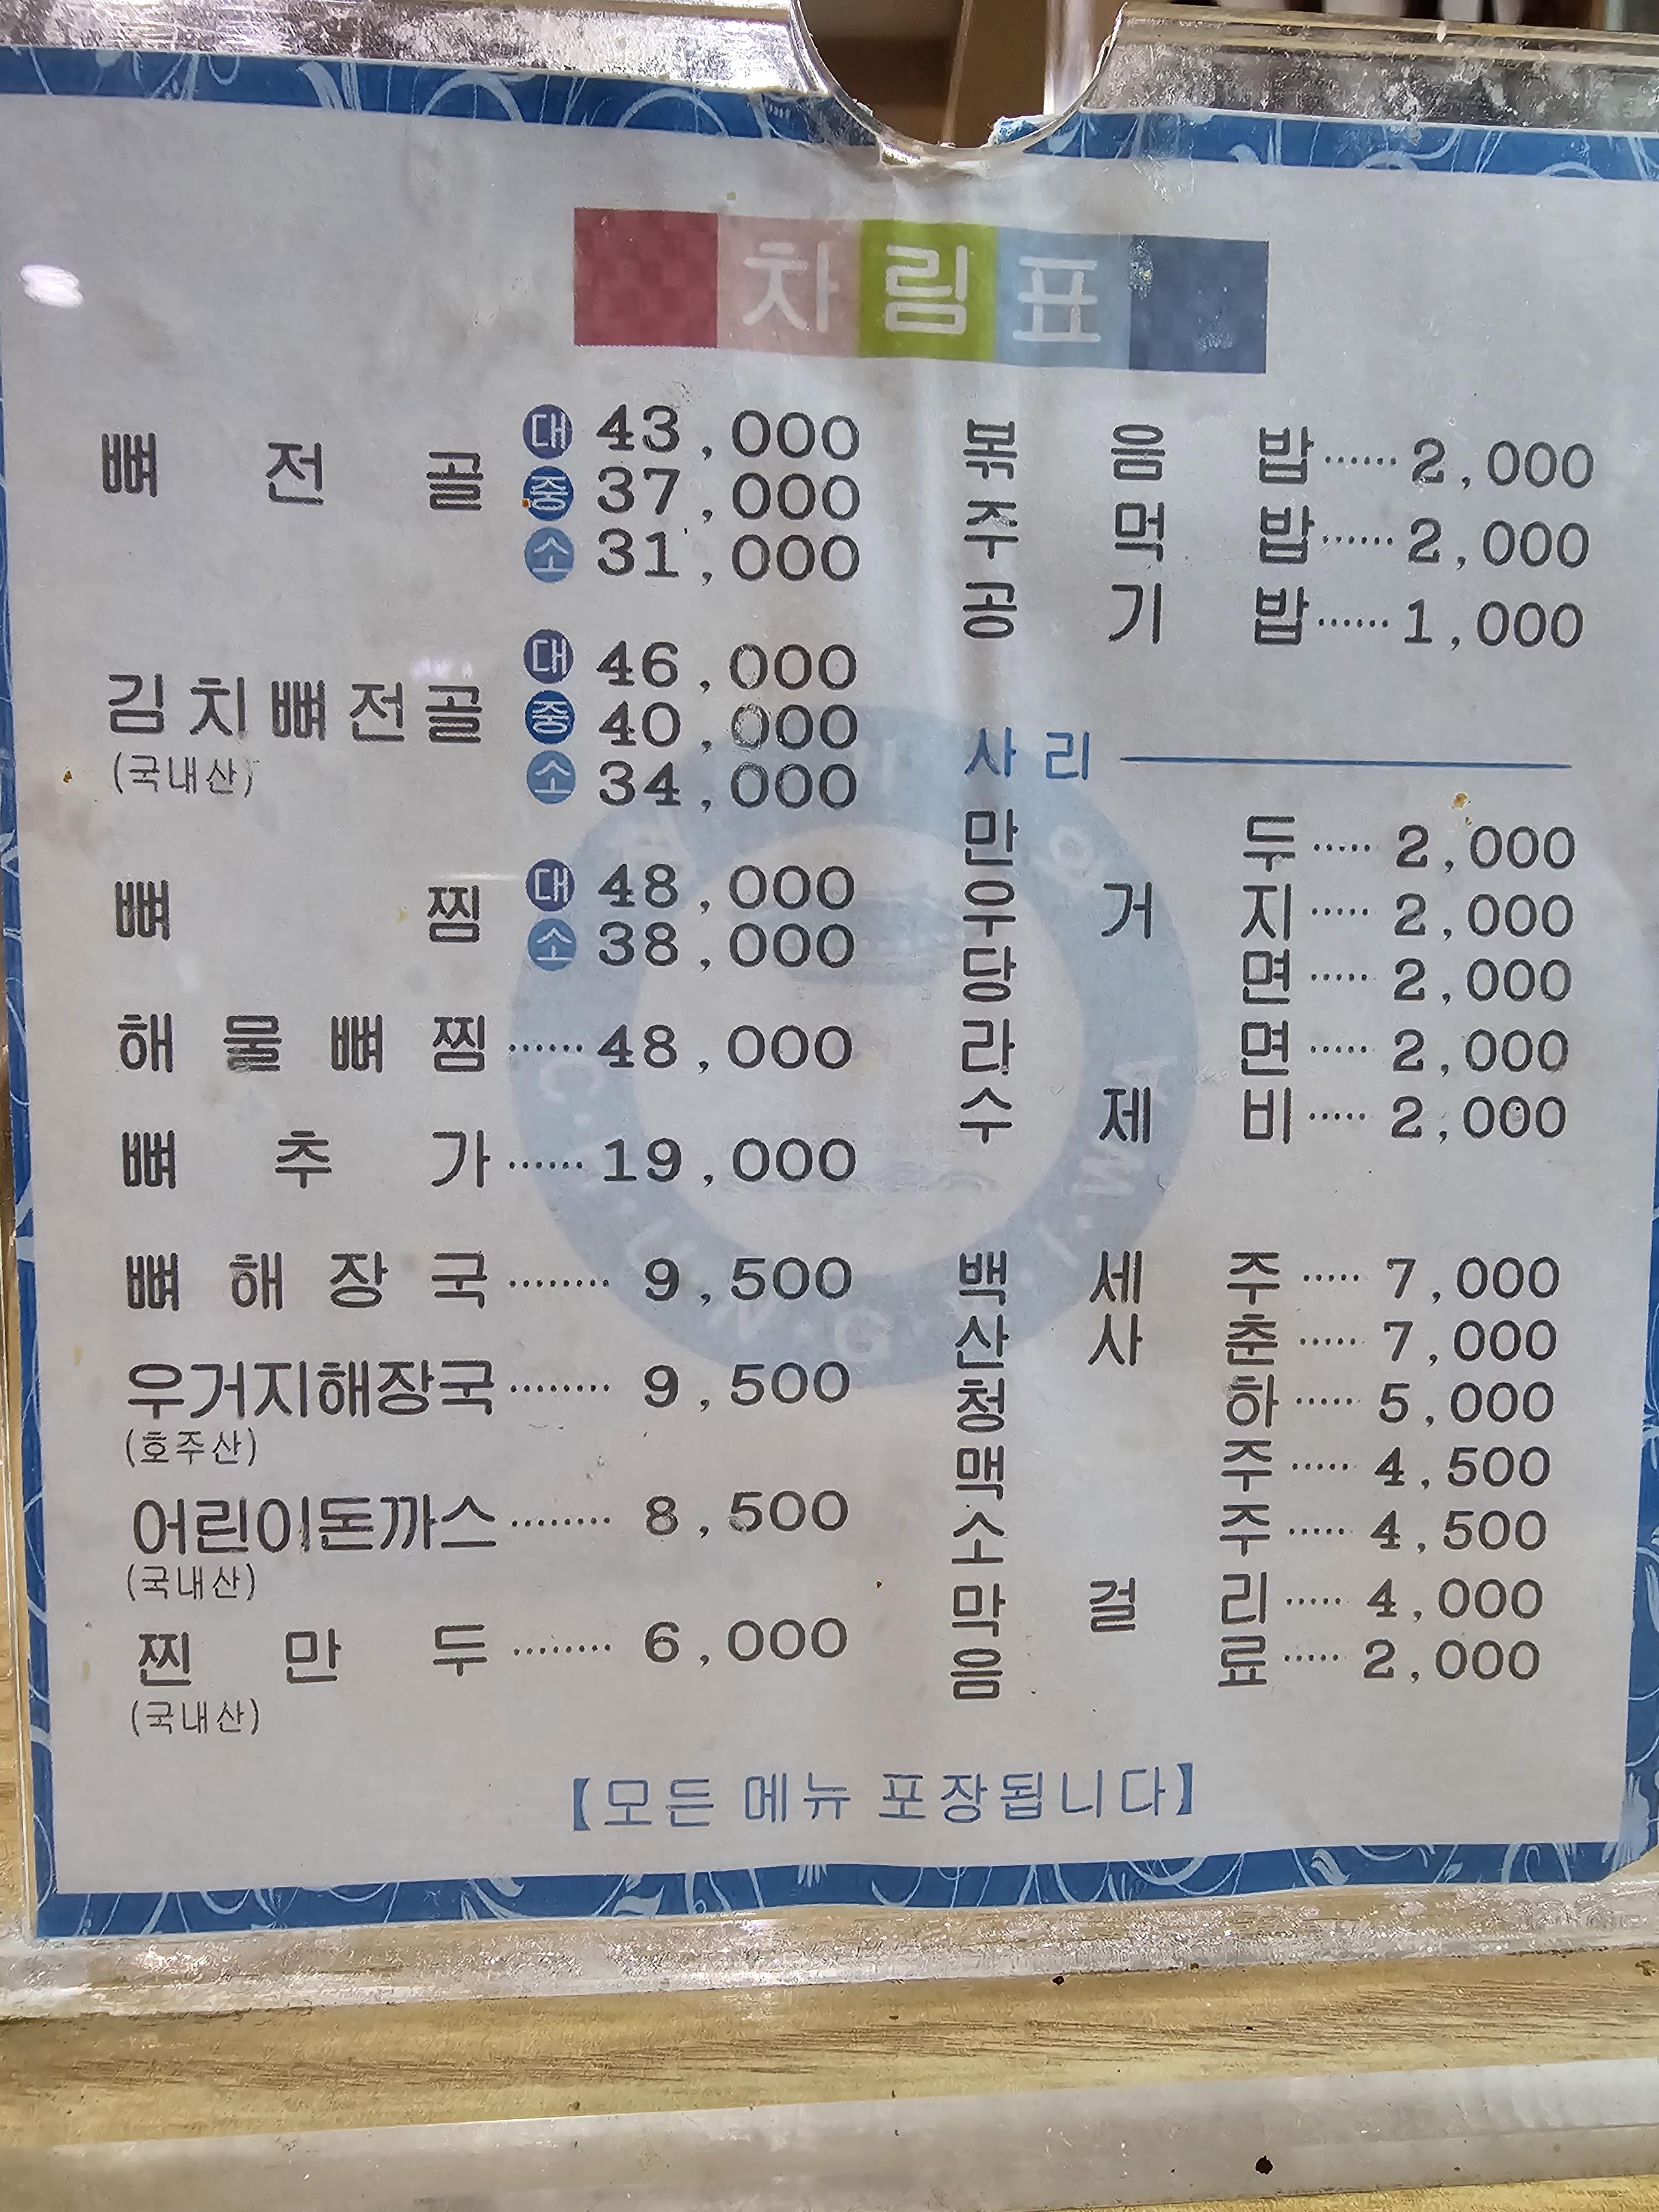 차림표
뼈전골 대 43,000
중 37,000
소 31,000
김치뼈전골 대 46,000
(국내산) 중 40,000
소 34,000
뼈찜 대 48,000
소 38,000
해물뼈찜 ······ 48,000
뼈추가 ······ 19,000
뼈해장국 ········ 9,500
우거지해장국 ········ 9,500
(호주산)
어린이돈까스 ········ 8,500
(국내산)
찐만두 ········ 6,000
(국내산)
볶음밥 ······ 2,000
주먹밥 ······ 2,000
공기밥 ······ 1,000
사리
만두 ····· 2,000
우거지 ····· 2,000
당면 ····· 2,000
라면 ····· 2,000
수제비 ····· 2,000
백세주 ····· 7,000
산사춘 ····· 7,000
청하 ····· 5,000
맥주 ····· 4,500
소주 ····· 4,500
막걸리 ····· 4,000
음료 ····· 2,000
【모든 메뉴 포장됩니다】